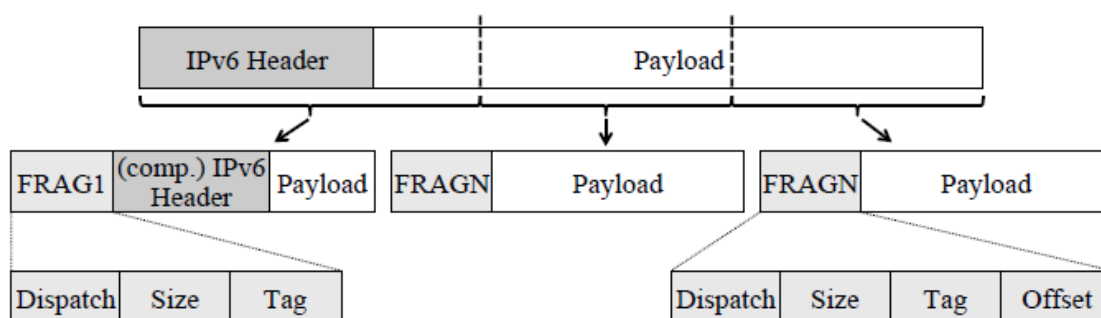 IPv6 Header
Payload
FRAG1
(comp.) IPv6
Header
Payload
FRAGN
Payload
FRAGN
Payload
Dispatch
Size
Tag
Dispatch
Size
Tag
Offset